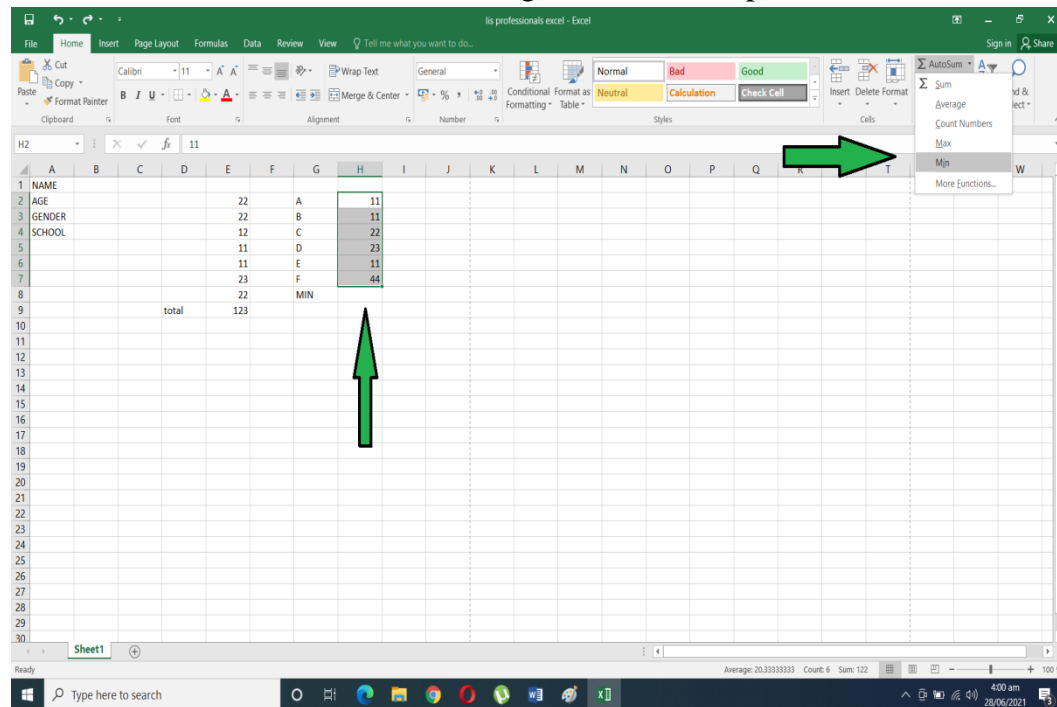 lis professionals excel - Excel
File Home Insert Page Layout Formulas Data Review View Tell me what you want to do... Sign in Share
Cut
Copy
Format Painter
Paste
Clipboard
Calibri 11 A A
B I U A
Font
Wrap Text
Merge & Center
Alignment
General
% ,
Number
Conditional Formatting
Format as Table
Normal Bad Good
Neutral Calculation Check Cell
Styles
Insert Delete Format
Cells
Σ AutoSum
Σ Sum
Average
Count Numbers
Max
Min
More Functions...
H2 fx 11
A B C D E F G H I J K L M N O P Q R T W
1 NAME
2 AGE 22 A 11
3 GENDER 22 B 11
4 SCHOOL 12 C 22
5 11 D 23
6 11 E 11
7 23 F 44
8 22 MIN
9 total 123
10
11
12
13
14
15
16
17
18
19
20
21
22
23
24
25
26
27
28
29
30
Sheet1
Ready Average: 20.33333333 Count: 6 Sum: 122 100
Type here to search
4:00 am
28/06/2021